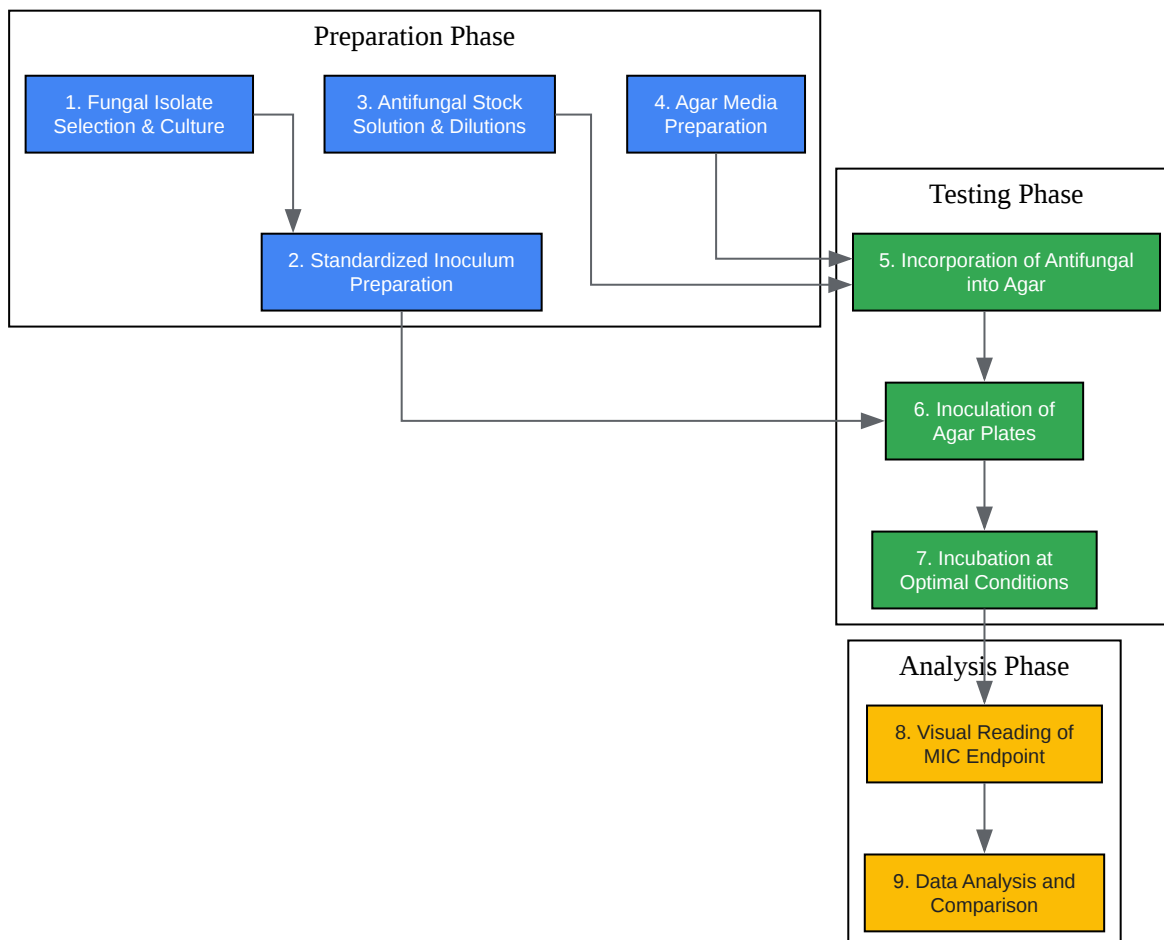 Preparation Phase
1. Fungal Isolate
Selection & Culture
3. Antifungal Stock
Solution & Dilutions
4. Agar Media
Preparation
2. Standardized Inoculum
Preparation
Testing Phase
5. Incorporation of Antifungal
into Agar
6. Inoculation of
Agar Plates
7. Incubation at
Optimal Conditions
Analysis Phase
8. Visual Reading of
MIC Endpoint
9. Data Analysis and
Comparison